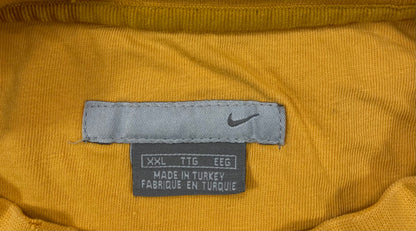 XXL TTG EEG
MADE IN TURKEY
FABRIQUE EN TURQUIE